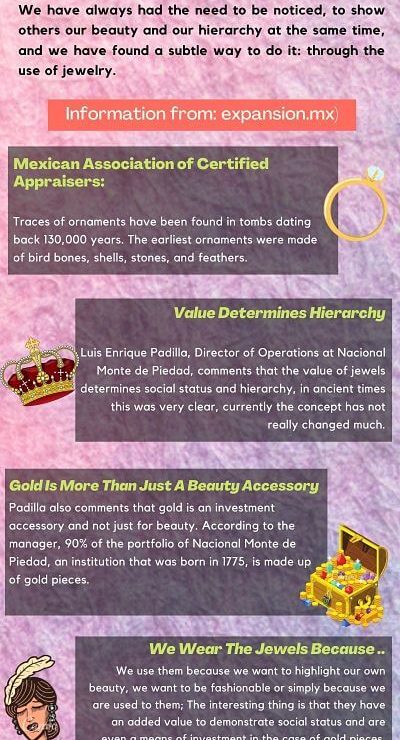 We have always had the need to be noticed, to show
others our beauty and our hierarchy at the same time,
and we have found a subtle way to do it: through the
use of jewelry.
Information from: expansion.mx)
Mexican Association of Certified
Appraisers:
Traces of ornaments have been found in tombs dating
back 130,000 years. The earliest ornaments were made
of bird bones, shells, stones, and feathers.
Value Determines Hierarchy
Luis Enrique Padilla, Director of Operations at Nacional
Monte de Piedad, comments that the value of jewels
determines social status and hierarchy, in ancient times
this was very clear, currently the concept has not
really changed much.
Gold Is More Than Just A Beauty Accessory
Padilla also comments that gold is an investment
accessory and not just for beauty. According to the
manager, 90% of the portfolio of Nacional Monte de
Piedad, an institution that was born in 1775, is made up
of gold pieces.
We Wear The Jewels Because ..
We use them because we want to highlight our own
beauty, we want to be fashionable or simply because we
are used to them; The interesting thing is that they have
an added value to demonstrate social status and are
even a means of investment in the case of gold pieces.